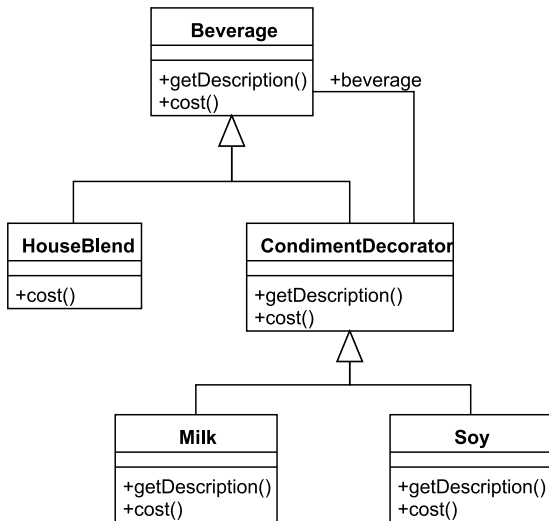 Beverage
+getDescription()
+cost()
+beverage
HouseBlend
+cost()
CondimentDecorator
+getDescription()
+cost()
Milk
+getDescription()
+cost()
Soy
+getDescription()
+cost()